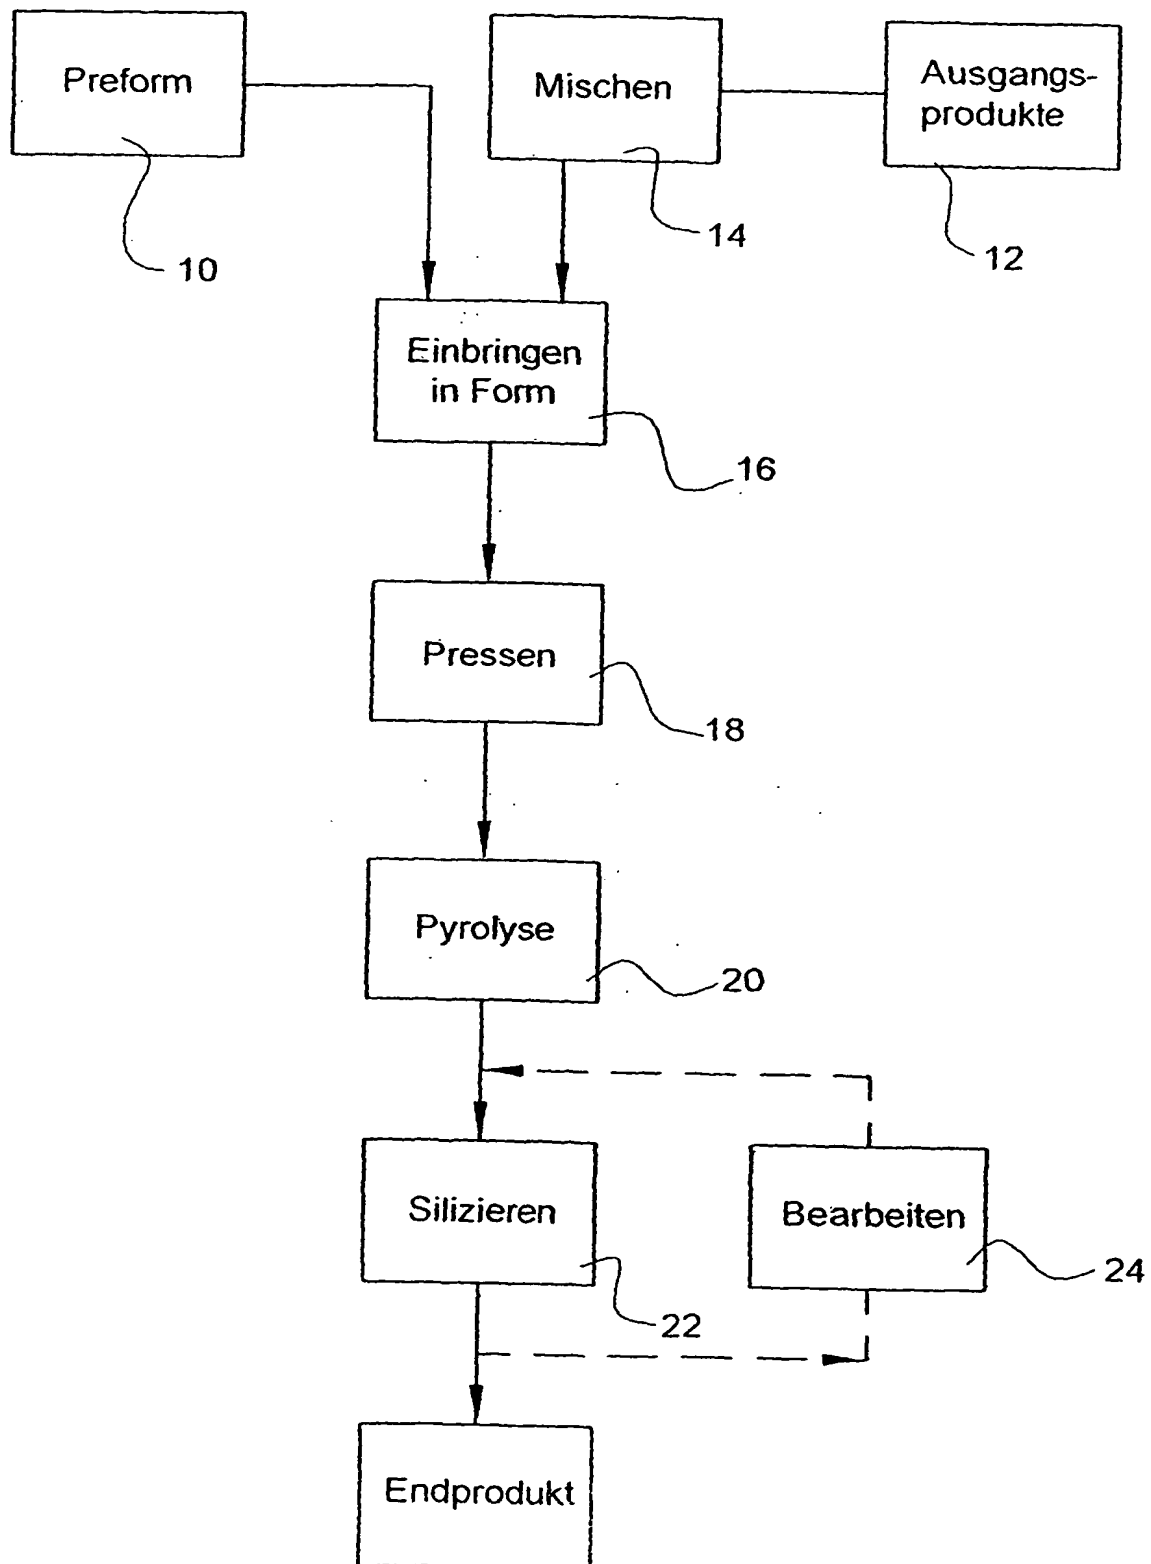 Preform
Mischen
Ausgangs-
produkte
10
14
12
Einbringen
in Form
16
Pressen
18
Pyrolyse
20
Silizieren
22
Bearbeiten
24
Endprodukt